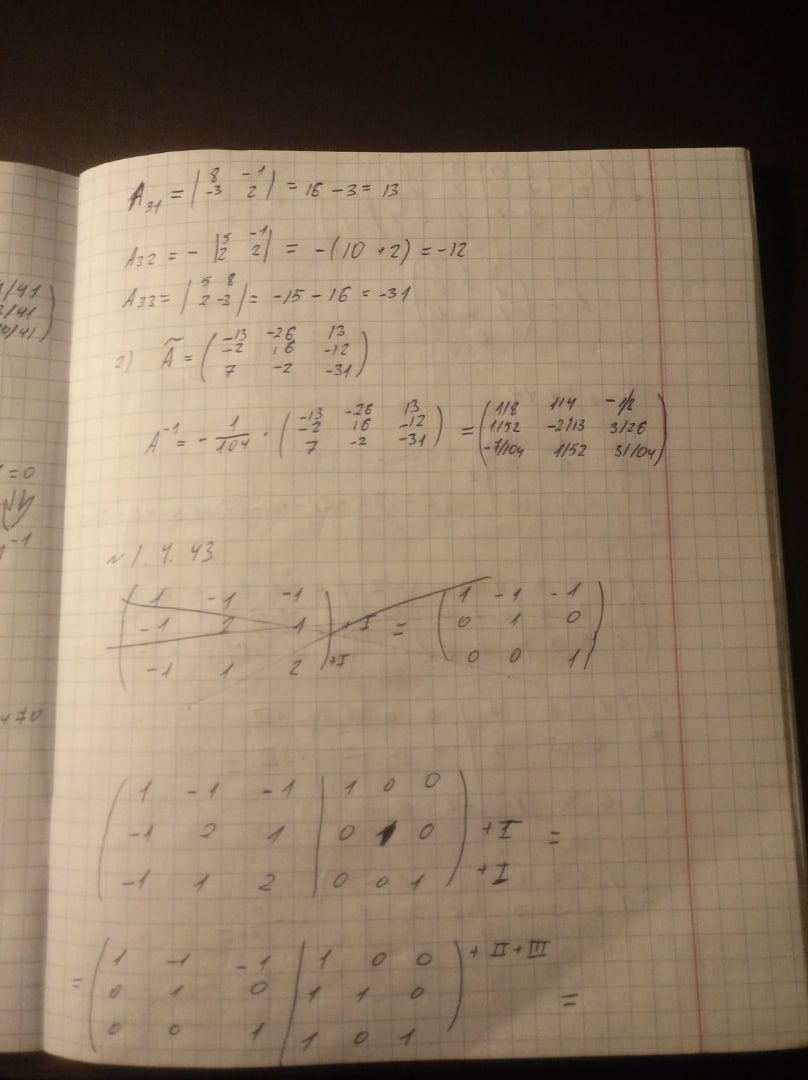 A₃₁ = | 8 -1 ; -3 2 | = 16 - 3 = 13
A₃₂ = - | 5 -1 ; 2 2 | = -(10 + 2) = -12
A₃₃ = | 5 8 ; 2 -3 | = -15 - 16 = -31
2) Ã = ( -13 -26 13 ; -2 16 -12 ; 7 -2 -31 )
A⁻¹ = - 1/104 · ( -13 -26 13 ; -2 16 -12 ; 7 -2 -31 ) = ( 1/8 1/4 -1/2 ; 1/52 -2/13 3/26 ; -7/104 1/52 31/104 )
N 1. 4. 43
( 1 -1 -1 ; -1 2 1 ; -1 1 2 ) +I +I = ( 1 -1 -1 ; 0 1 0 ; 0 0 1 )
( 1 -1 -1 | 1 0 0 ; -1 2 1 | 0 1 0 ; -1 1 2 | 0 0 1 ) +I +I =
= ( 1 -1 -1 | 1 0 0 ; 0 1 0 | 1 1 0 ; 0 0 1 | 1 0 1 ) + II + III =